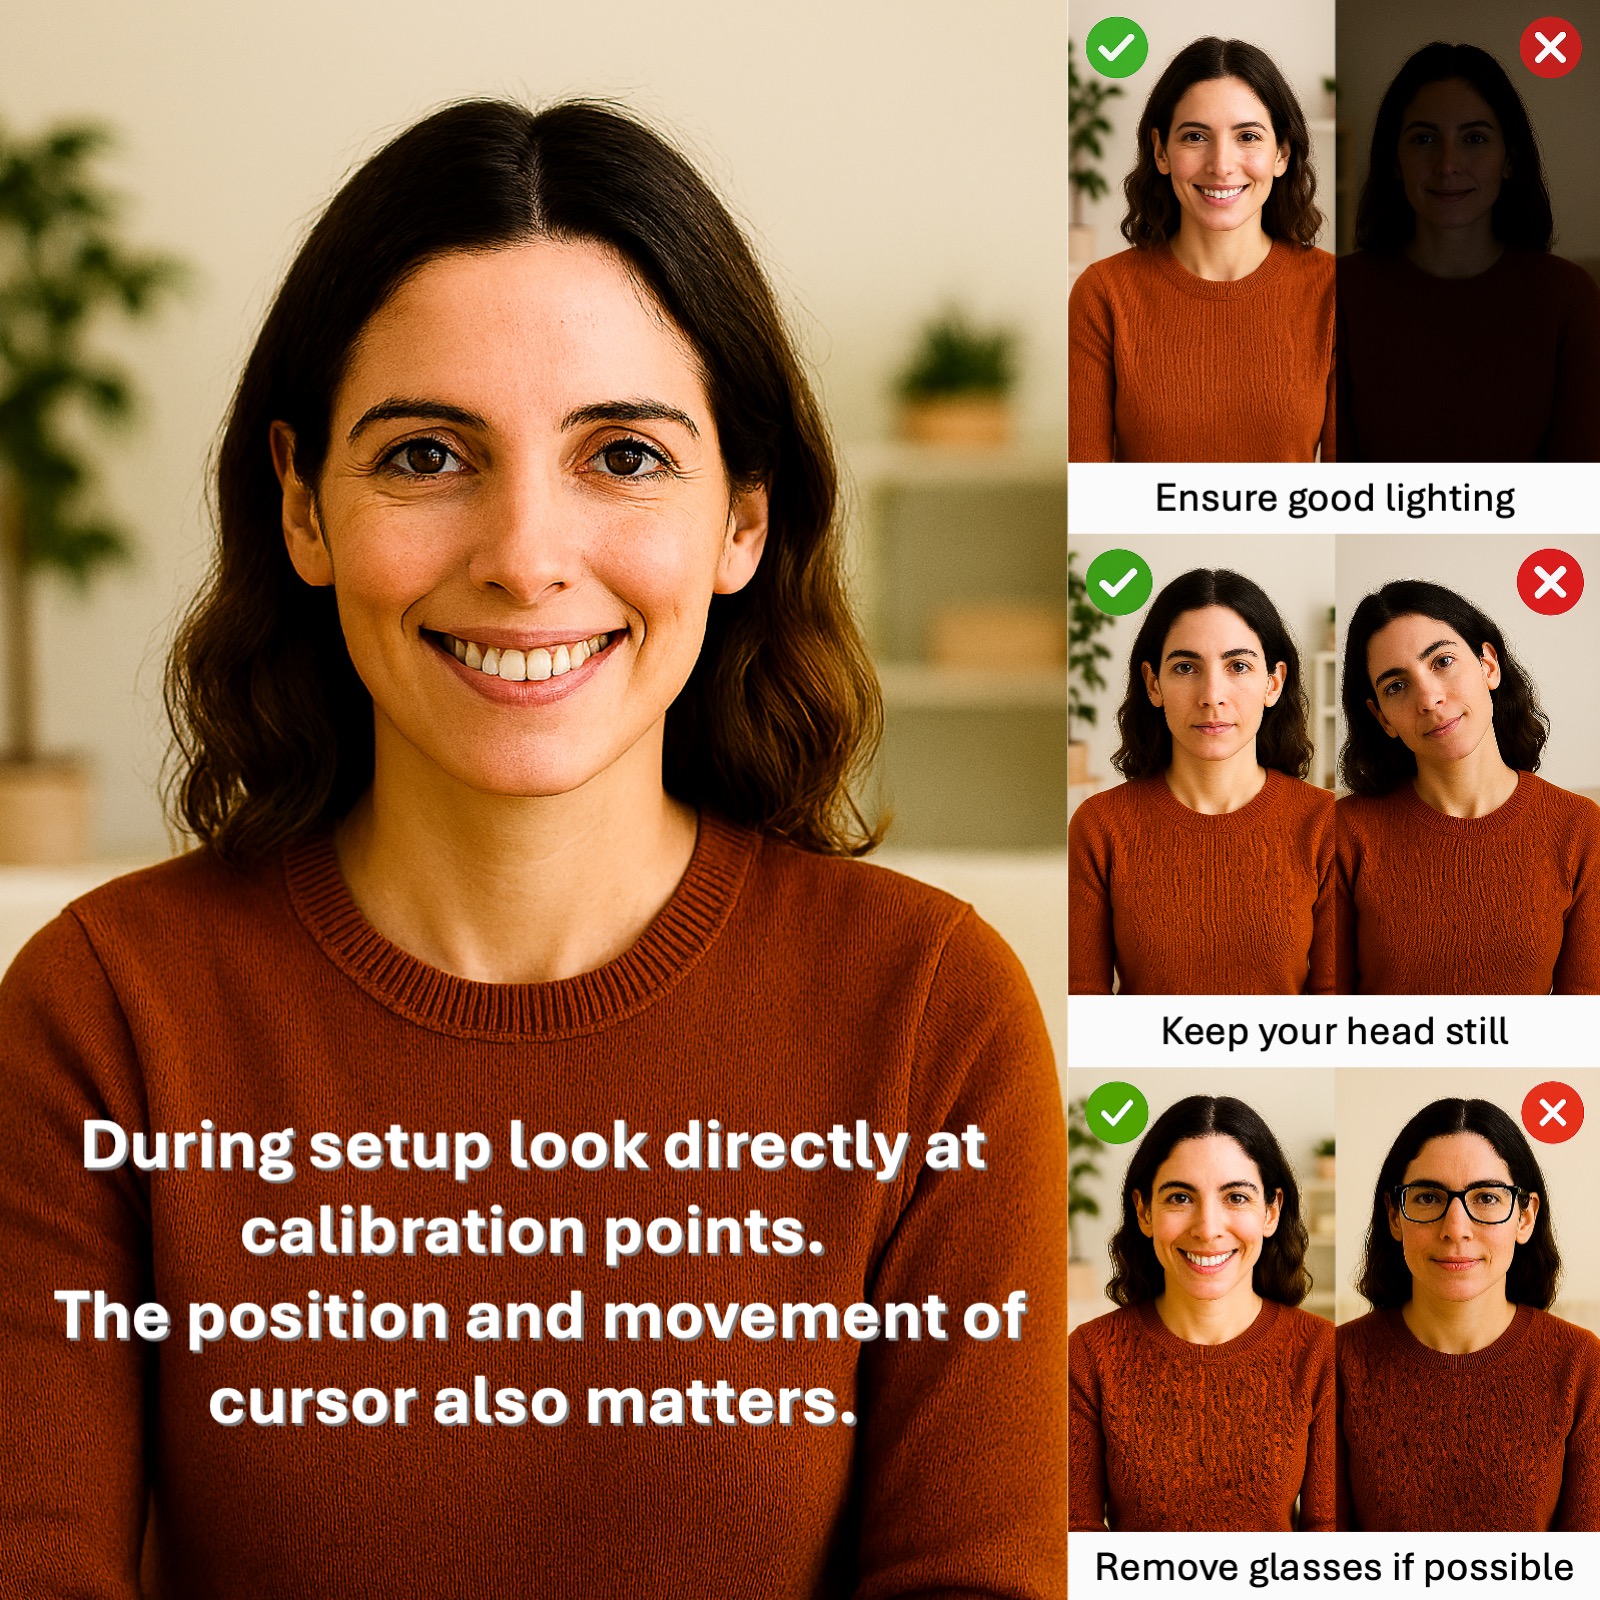 During setup look directly at
calibration points.
The position and movement of
cursor also matters.
Ensure good lighting
Keep your head still
Remove glasses if possible